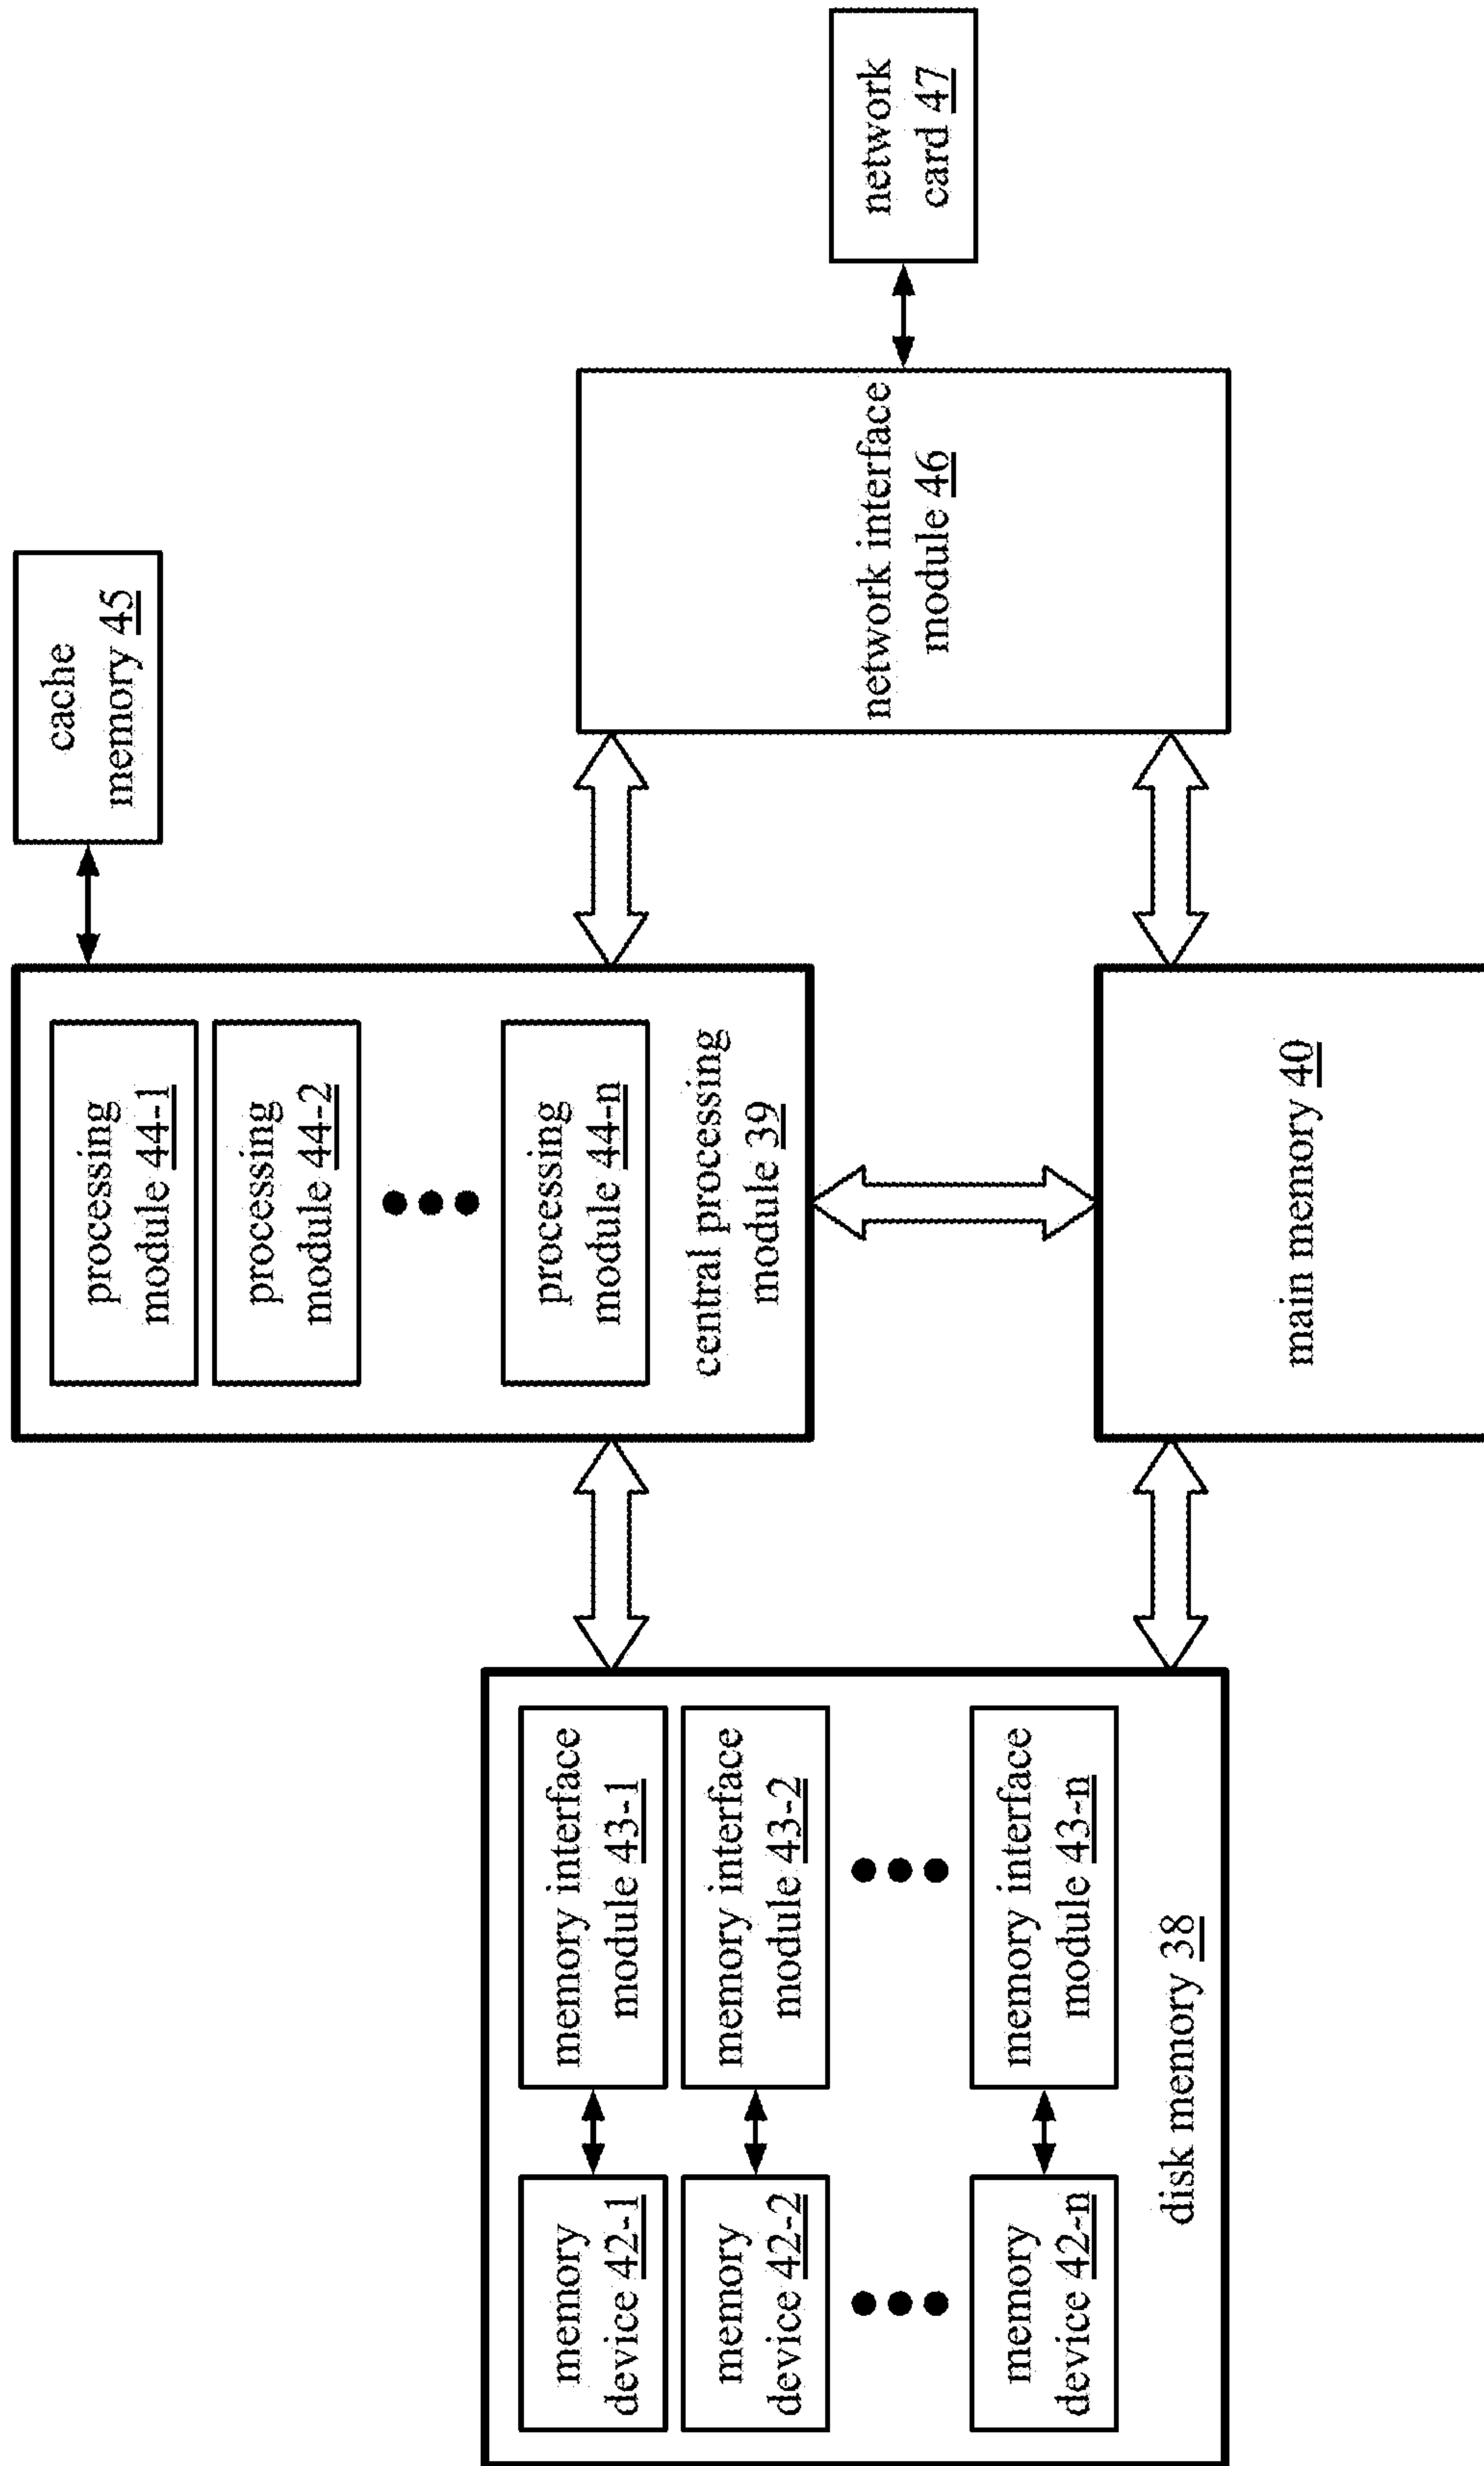 memory
device 42-1
memory interface
module 43-1
memory
device 42-2
memory interface
module 43-2
memory
device 42-n
memory interface
module 43-n
disk memory 38
processing
module 44-1
processing
module 44-2
processing
module 44-n
central processing
module 39
main memory 40
cache
memory 45
network interface
module 46
network
card 47